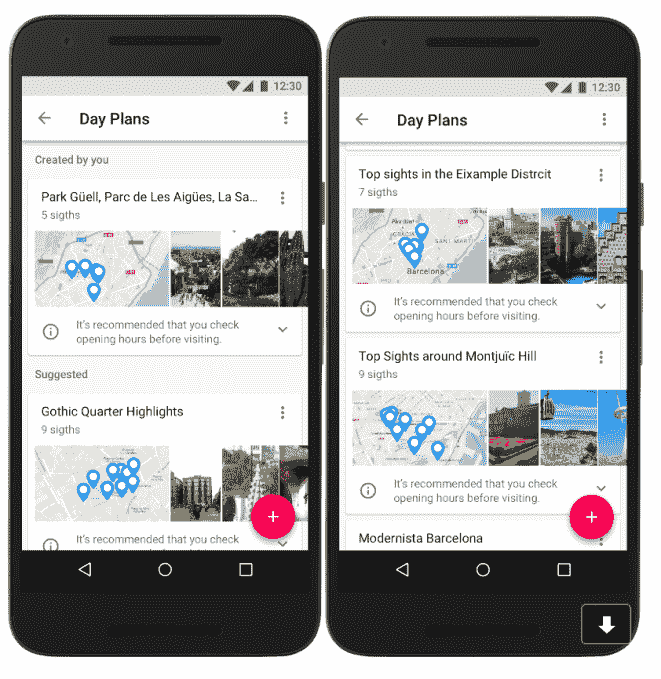 12:30
Day Plans
Created by you
Park Güell, Parc de Les Aigües, La Sa...
5 sigths
It's recommended that you check
opening hours before visiting.
Suggested
Gothic Quarter Highlights
9 sigths
It's recommended that you check
12:30
Day Plans
Top sights in the Eixample Distrcit
7 sigths
SANT MARTÍ
Barcelona
It's recommended that you check
opening hours before visiting.
Top Sights around Montjuïc Hill
9 sigths
It's recommended that you check
opening hours before visiting.
Modernista Barcelona